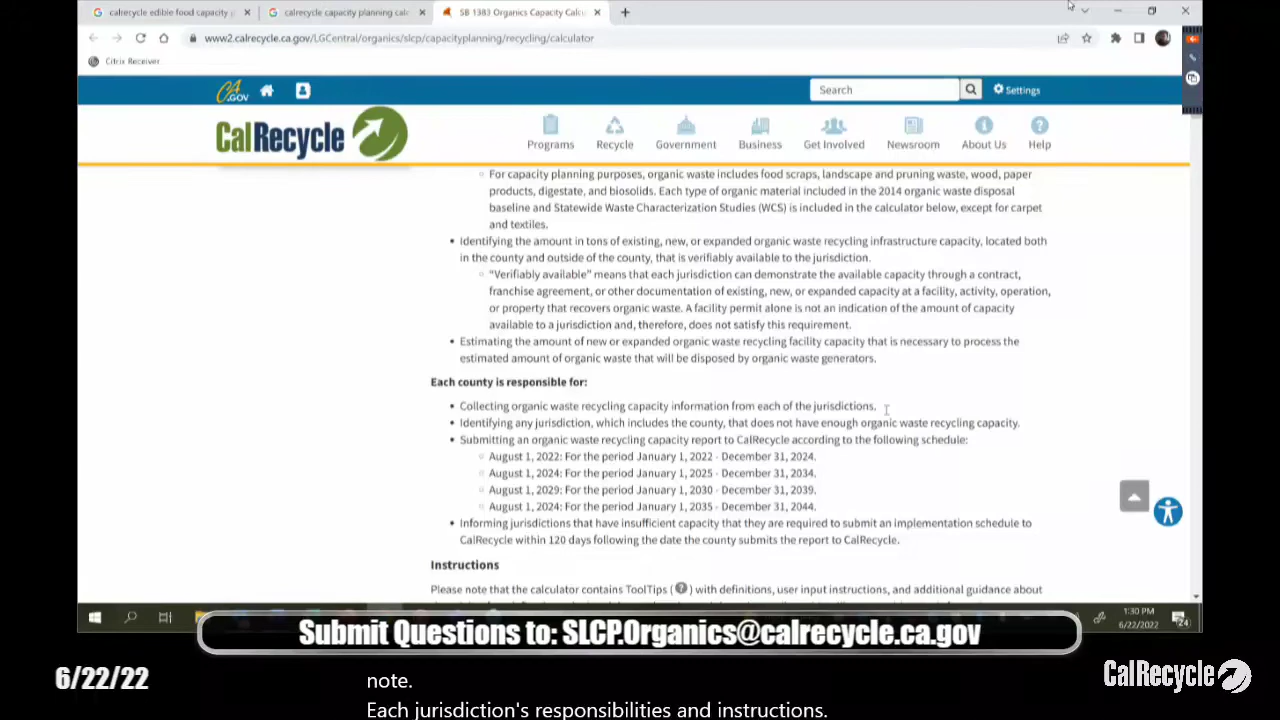 calrecycle edible food capacity p
calrecycle capacity planning calc
SB 1383 Organics Capacity Calcu
www2.calrecycle.ca.gov/LGCentral/organics/slcp/capacityplanning/recycling/calculator
Citrix Receiver
CA.GOV
Search
Settings
CalRecycle
Programs
Recycle
Government
Business
Get Involved
Newsroom
About Us
Help
For capacity planning purposes, organic waste includes food scraps, landscape and pruning waste, wood, paper
products, digestate, and biosolids. Each type of organic material included in the 2014 organic waste disposal
baseline and Statewide Waste Characterization Studies (WCS) is included in the calculator below, except for carpet
and textiles.
Identifying the amount in tons of existing, new, or expanded organic waste recycling infrastructure capacity, located both
in the county and outside of the county, that is verifiably available to the jurisdiction.
"Verifiably available" means that each jurisdiction can demonstrate the available capacity through a contract,
franchise agreement, or other documentation of existing, new, or expanded capacity at a facility, activity, operation,
or property that recovers organic waste. A facility permit alone is not an indication of the amount of capacity
available to a jurisdiction and, therefore, does not satisfy this requirement.
Estimating the amount of new or expanded organic waste recycling facility capacity that is necessary to process the
estimated amount of organic waste that will be disposed by organic waste generators.
Each county is responsible for:
Collecting organic waste recycling capacity information from each of the jurisdictions.
Identifying any jurisdiction, which includes the county, that does not have enough organic waste recycling capacity.
Submitting an organic waste recycling capacity report to CalRecycle according to the following schedule:
August 1, 2022: For the period January 1, 2022 - December 31, 2024.
August 1, 2024: For the period January 1, 2025 - December 31, 2034.
August 1, 2029: For the period January 1, 2030 - December 31, 2039.
August 1, 2024: For the period January 1, 2035 - December 31, 2044.
Informing jurisdictions that have insufficient capacity that they are required to submit an implementation schedule to
CalRecycle within 120 days following the date the county submits the report to CalRecycle.
Instructions
Please note that the calculator contains ToolTips (?) with definitions, user input instructions, and additional guidance about
1:30 PM
6/22/2022
24
Submit Questions to: SLCP.Organics@calrecycle.ca.gov
6/22/22
note.
Each jurisdiction's responsibilities and instructions.
CalRecycle